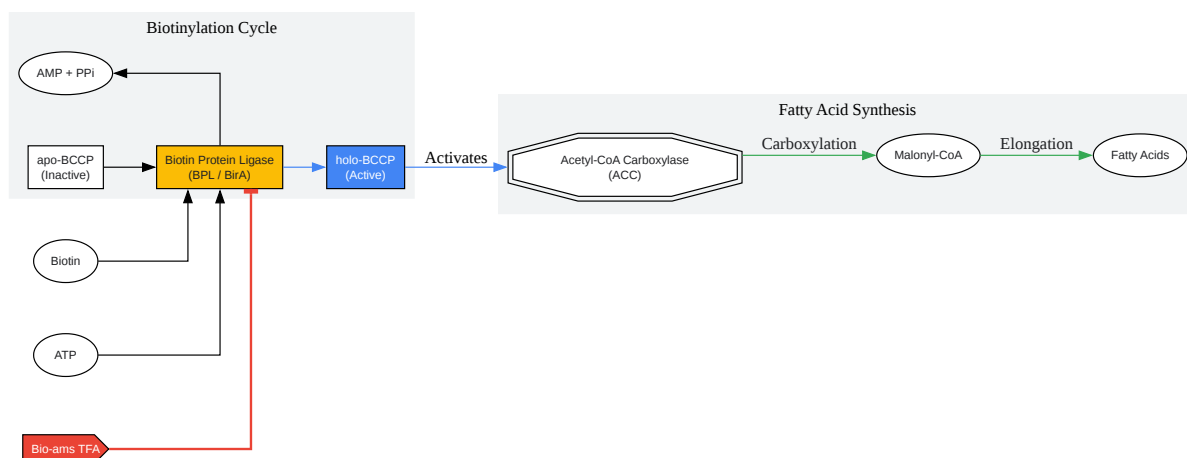 Biotinylation Cycle
AMP + PPi
apo-BCCP
(Inactive)
Biotin Protein Ligase
(BPL / BirA)
holo-BCCP
(Active)
Activates
Fatty Acid Synthesis
Acetyl-CoA Carboxylase
(ACC)
Carboxylation
Malonyl-CoA
Elongation
Fatty Acids
Biotin
ATP
Bio-ams TFA